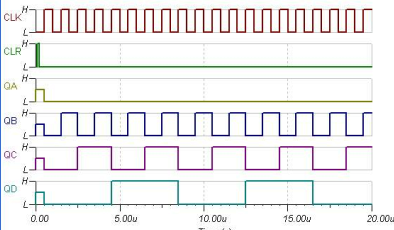 CLK H
L
CLR H
L
QA H
L
QB H
L
QC H
L
QD H
L
0.00 5.00u 10.00u 15.00u 20.00u